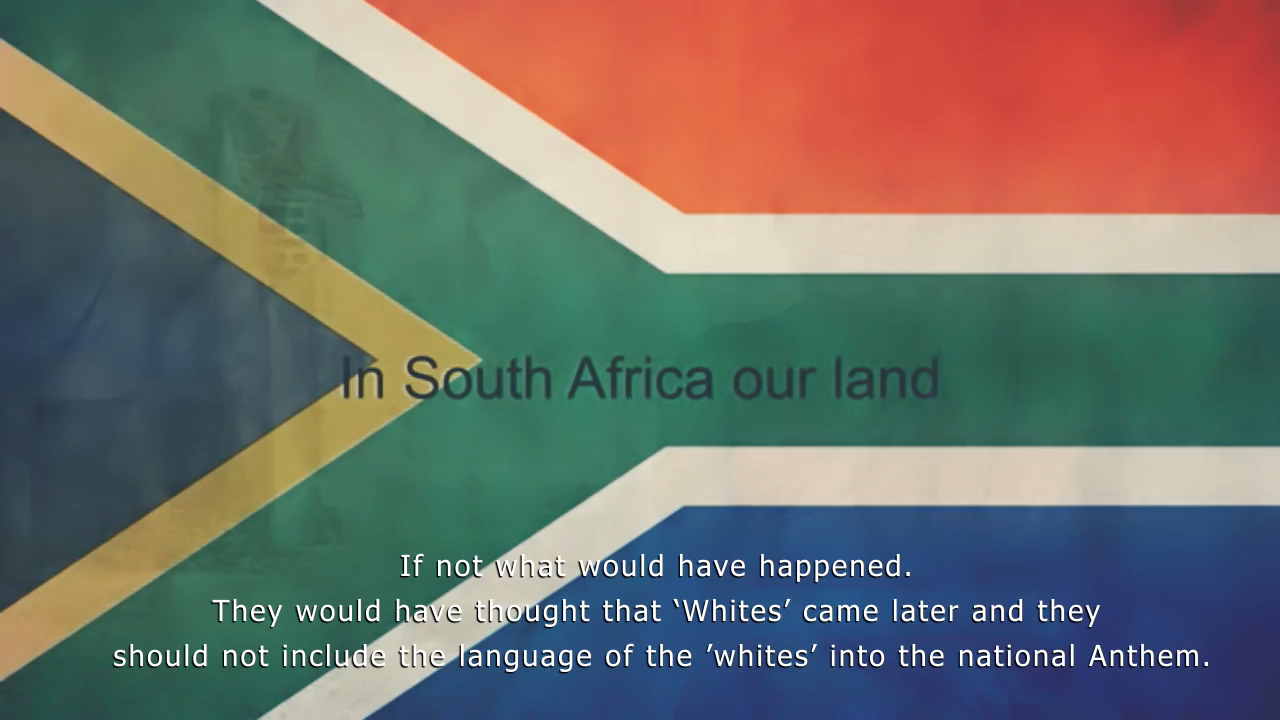 In South Africa our land
If not what would have happened.
They would have thought that ‘Whites’ came later and they
should not include the language of the ’whites’ into the national Anthem.